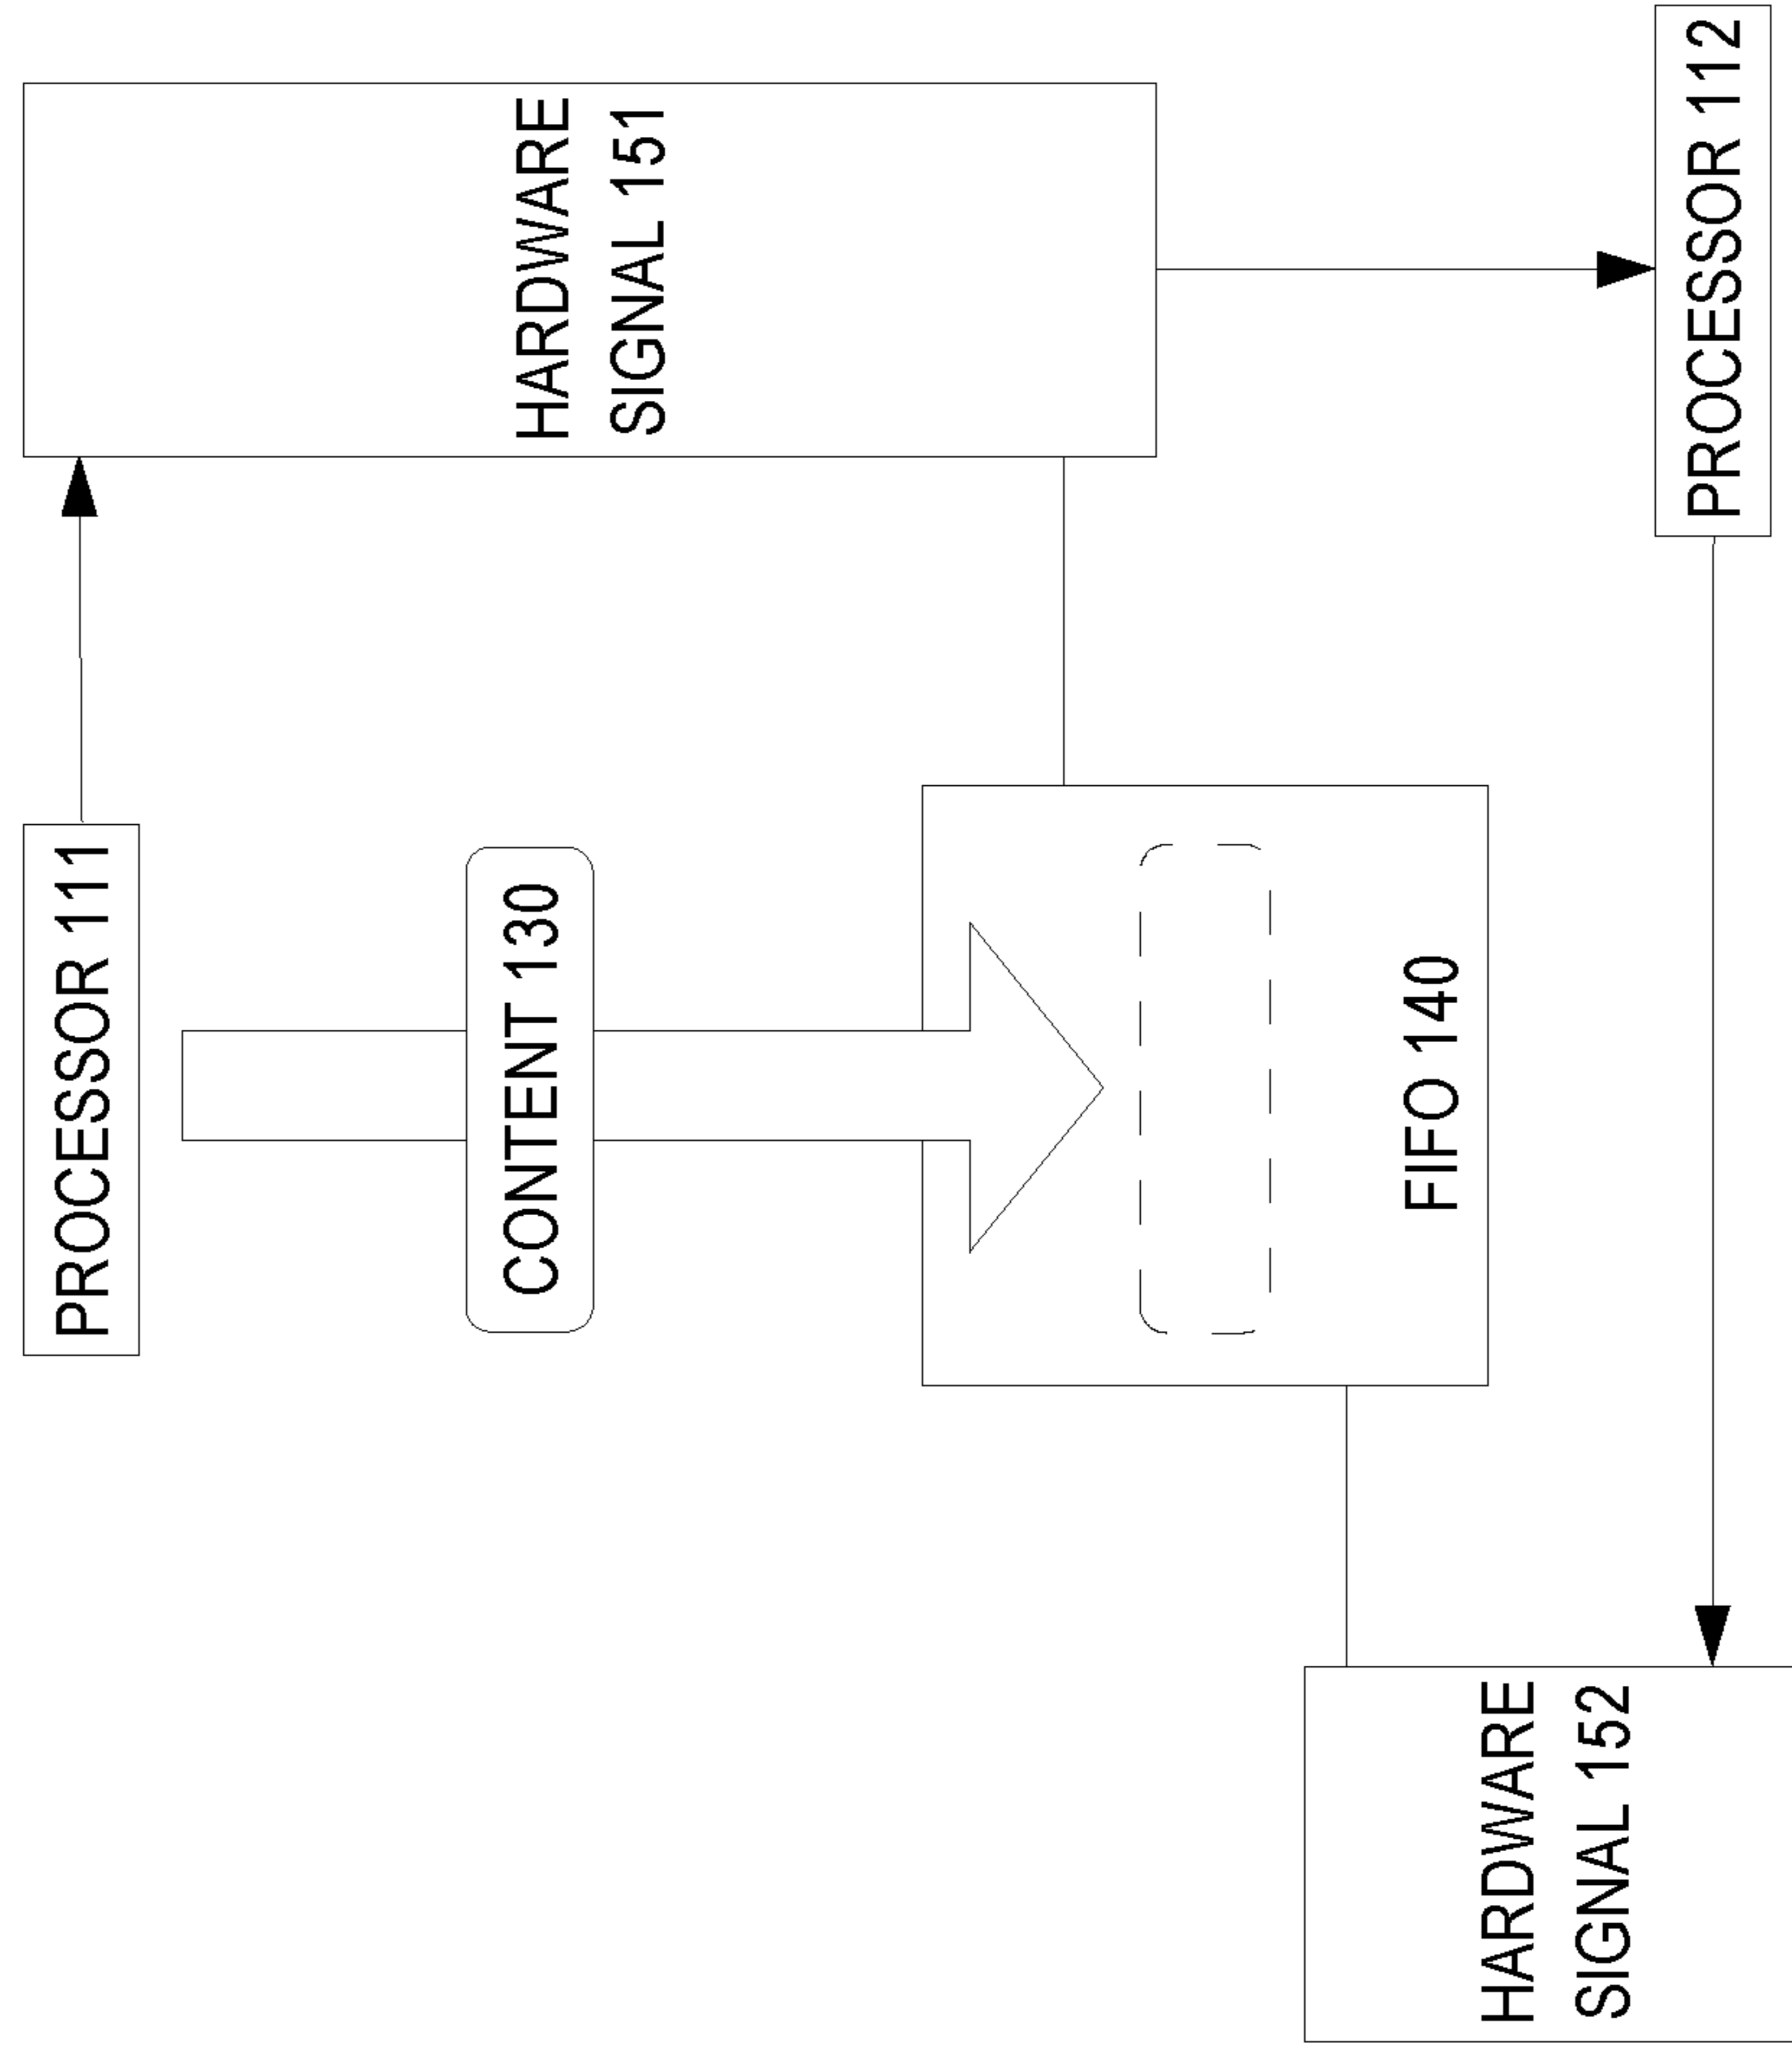 HARDWARE
SIGNAL 151
PROCESSOR 111
CONTENT 130
FIFO 140
PROCESSOR 112
HARDWARE
SIGNAL 152